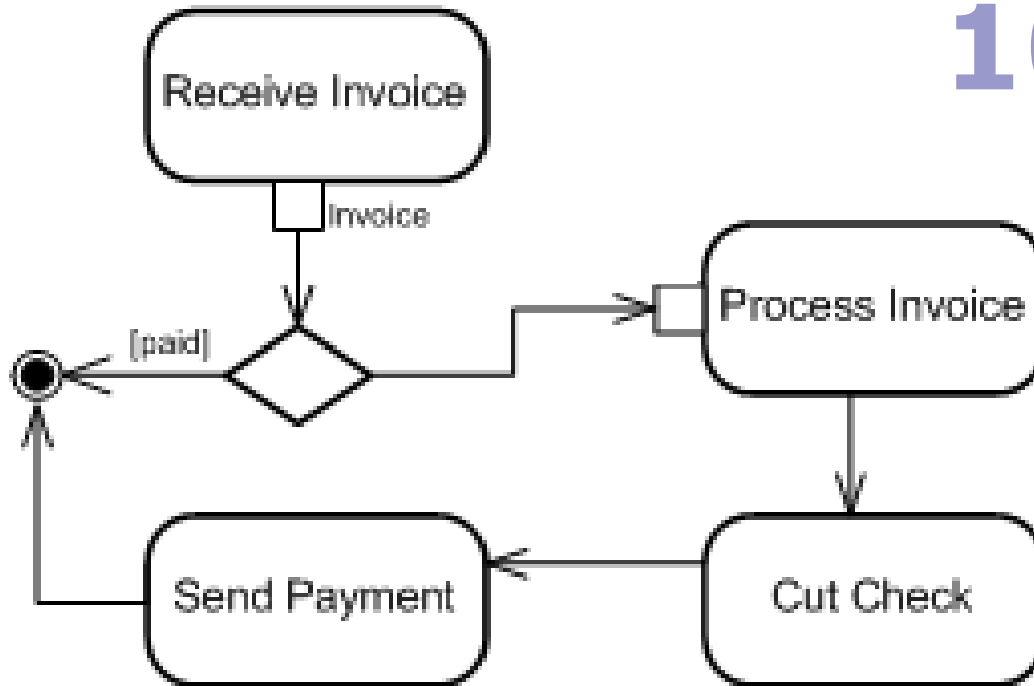 Receive Invoice
Invoice
Process Invoice
[paid]
Send Payment
Cut Check